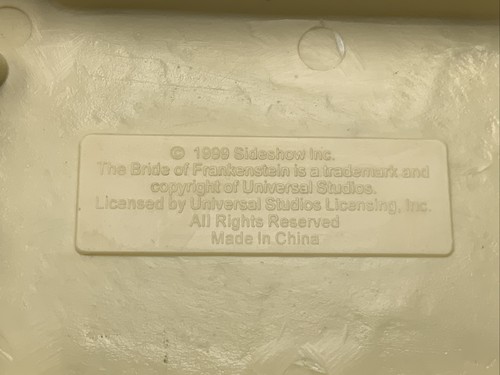 © 1999 Sideshow Inc.
The Bride of Frankenstein is a trademark and
copyright of Universal Studios.
Licensed by Universal Studios Licensing, Inc.
All Rights Reserved
Made in China